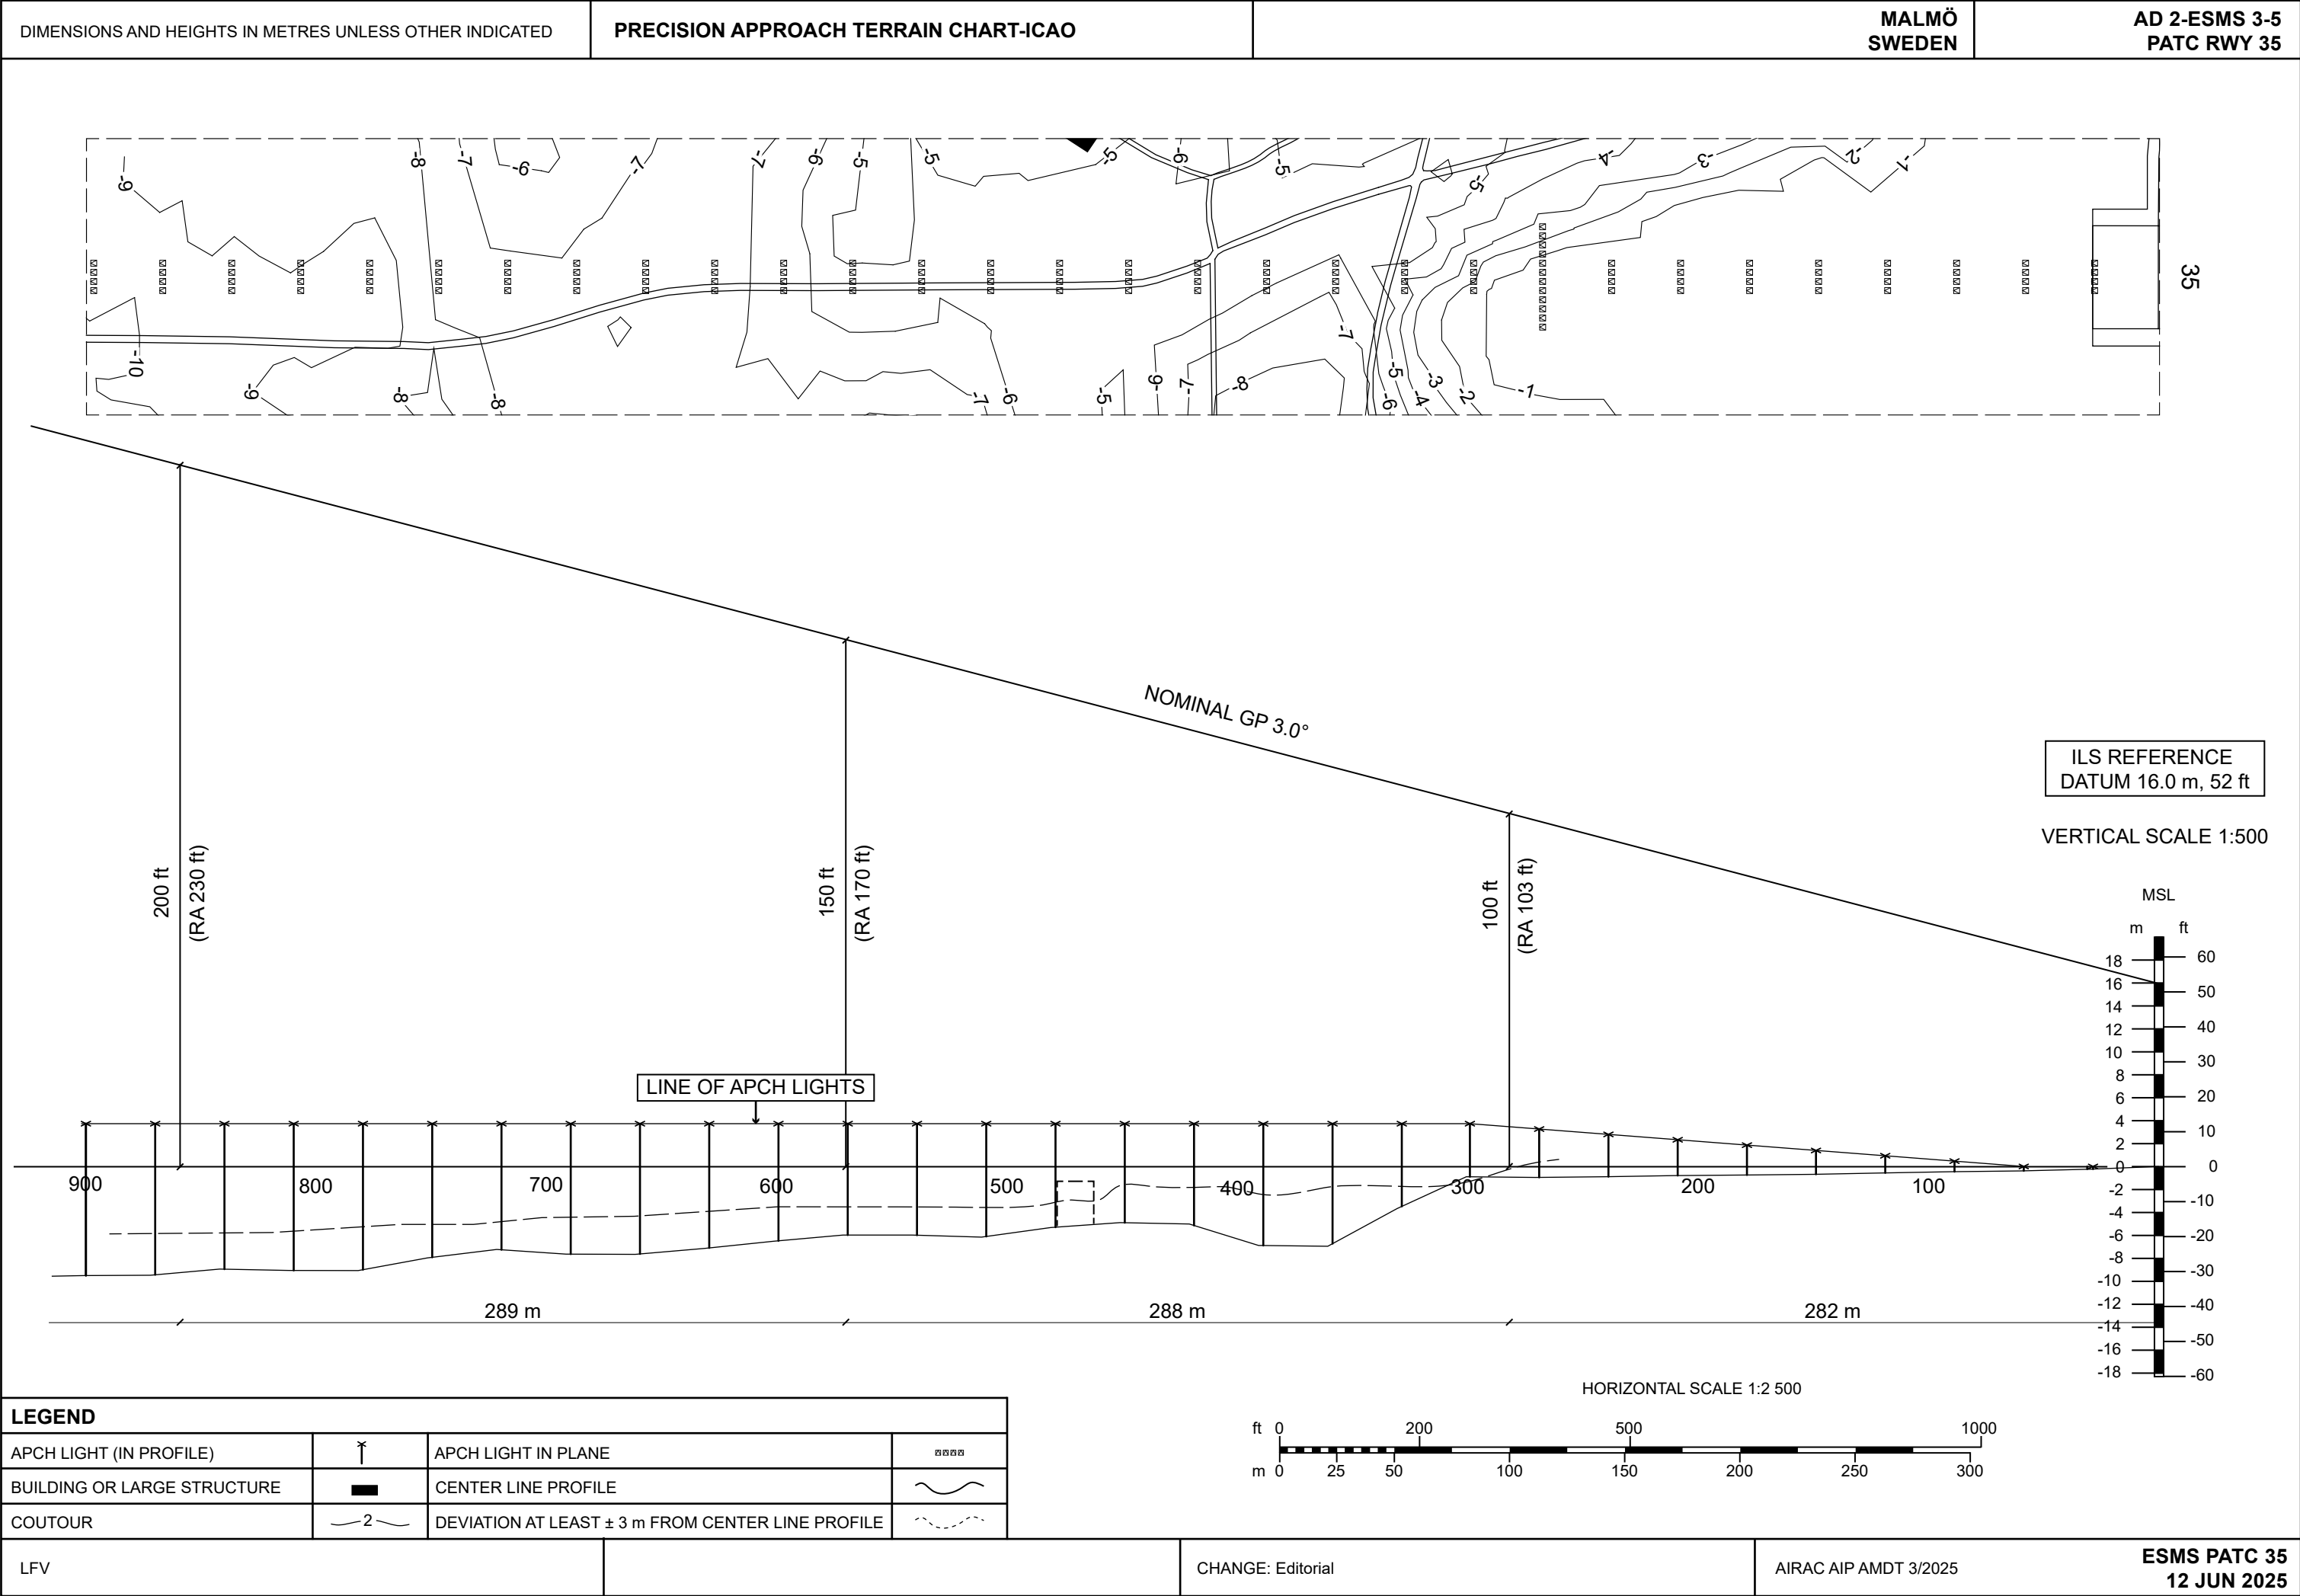 DIMENSIONS AND HEIGHTS IN METRES UNLESS OTHER INDICATED
PRECISION APPROACH TERRAIN CHART-ICAO
MALMÖ
SWEDEN
AD 2-ESMS 3-5
PATC RWY 35
-9
-8
-7
-6
-7
-7
-6
-5
-5
-5
-6
-5
-5
-4
-3
-2
-1
35
-10
-9
-8
-8
-7
-6
-5
-6
-7
-8
-7
-6
-5
-4
-3
-2
-1
NOMINAL GP 3.0°
ILS REFERENCE
DATUM 16.0 m, 52 ft
VERTICAL SCALE 1:500
200 ft
(RA 230 ft)
150 ft
(RA 170 ft)
100 ft
(RA 103 ft)
MSL
m ft
18 60
16 50
14
12 40
10 30
8
6 20
4 10
2
0 0
-2 -10
-4
-6 -20
-8 -30
-10
-12 -40
-14 -50
-16
-18 -60
LINE OF APCH LIGHTS
900 800 700 600 500 400 300 200 100
289 m 288 m 282 m
HORIZONTAL SCALE 1:2 500
ft 0 200 500 1000
m 0 25 50 100 150 200 250 300
LEGEND
APCH LIGHT (IN PROFILE)
APCH LIGHT IN PLANE
BUILDING OR LARGE STRUCTURE
CENTER LINE PROFILE
COUTOUR
2
DEVIATION AT LEAST ± 3 m FROM CENTER LINE PROFILE
LFV
CHANGE: Editorial
AIRAC AIP AMDT 3/2025
ESMS PATC 35
12 JUN 2025